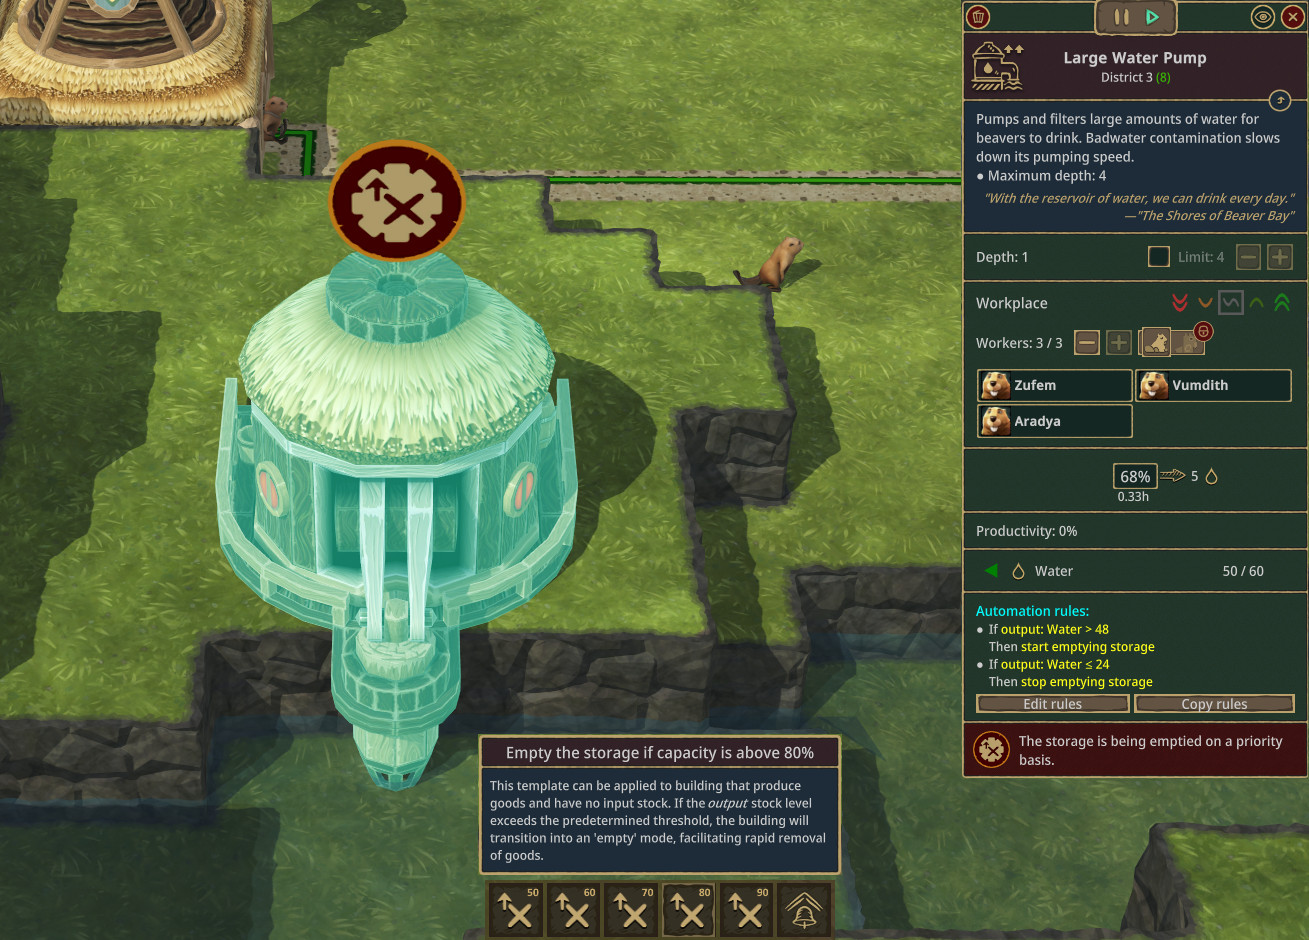 Large Water Pump
District 3 (8)
Pumps and filters large amounts of water for
beavers to drink. Badwater contamination slows
down its pumping speed.
● Maximum depth: 4
"With the reservoir of water, we can drink every day."
—"The Shores of Beaver Bay"
Depth: 1
Limit: 4
Workplace
Workers: 3 / 3
Zufem
Vumdith
Aradya
68%
5
0.33h
Productivity: 0%
Water
50 / 60
Automation rules:
● If output: Water > 48
Then start emptying storage
● If output: Water ≤ 24
Then stop emptying storage
Edit rules
Copy rules
The storage is being emptied on a priority
basis.
Empty the storage if capacity is above 80%
This template can be applied to building that produce
goods and have no input stock. If the output stock level
exceeds the predetermined threshold, the building will
transition into an 'empty' mode, facilitating rapid removal
of goods.
50
60
70
80
90